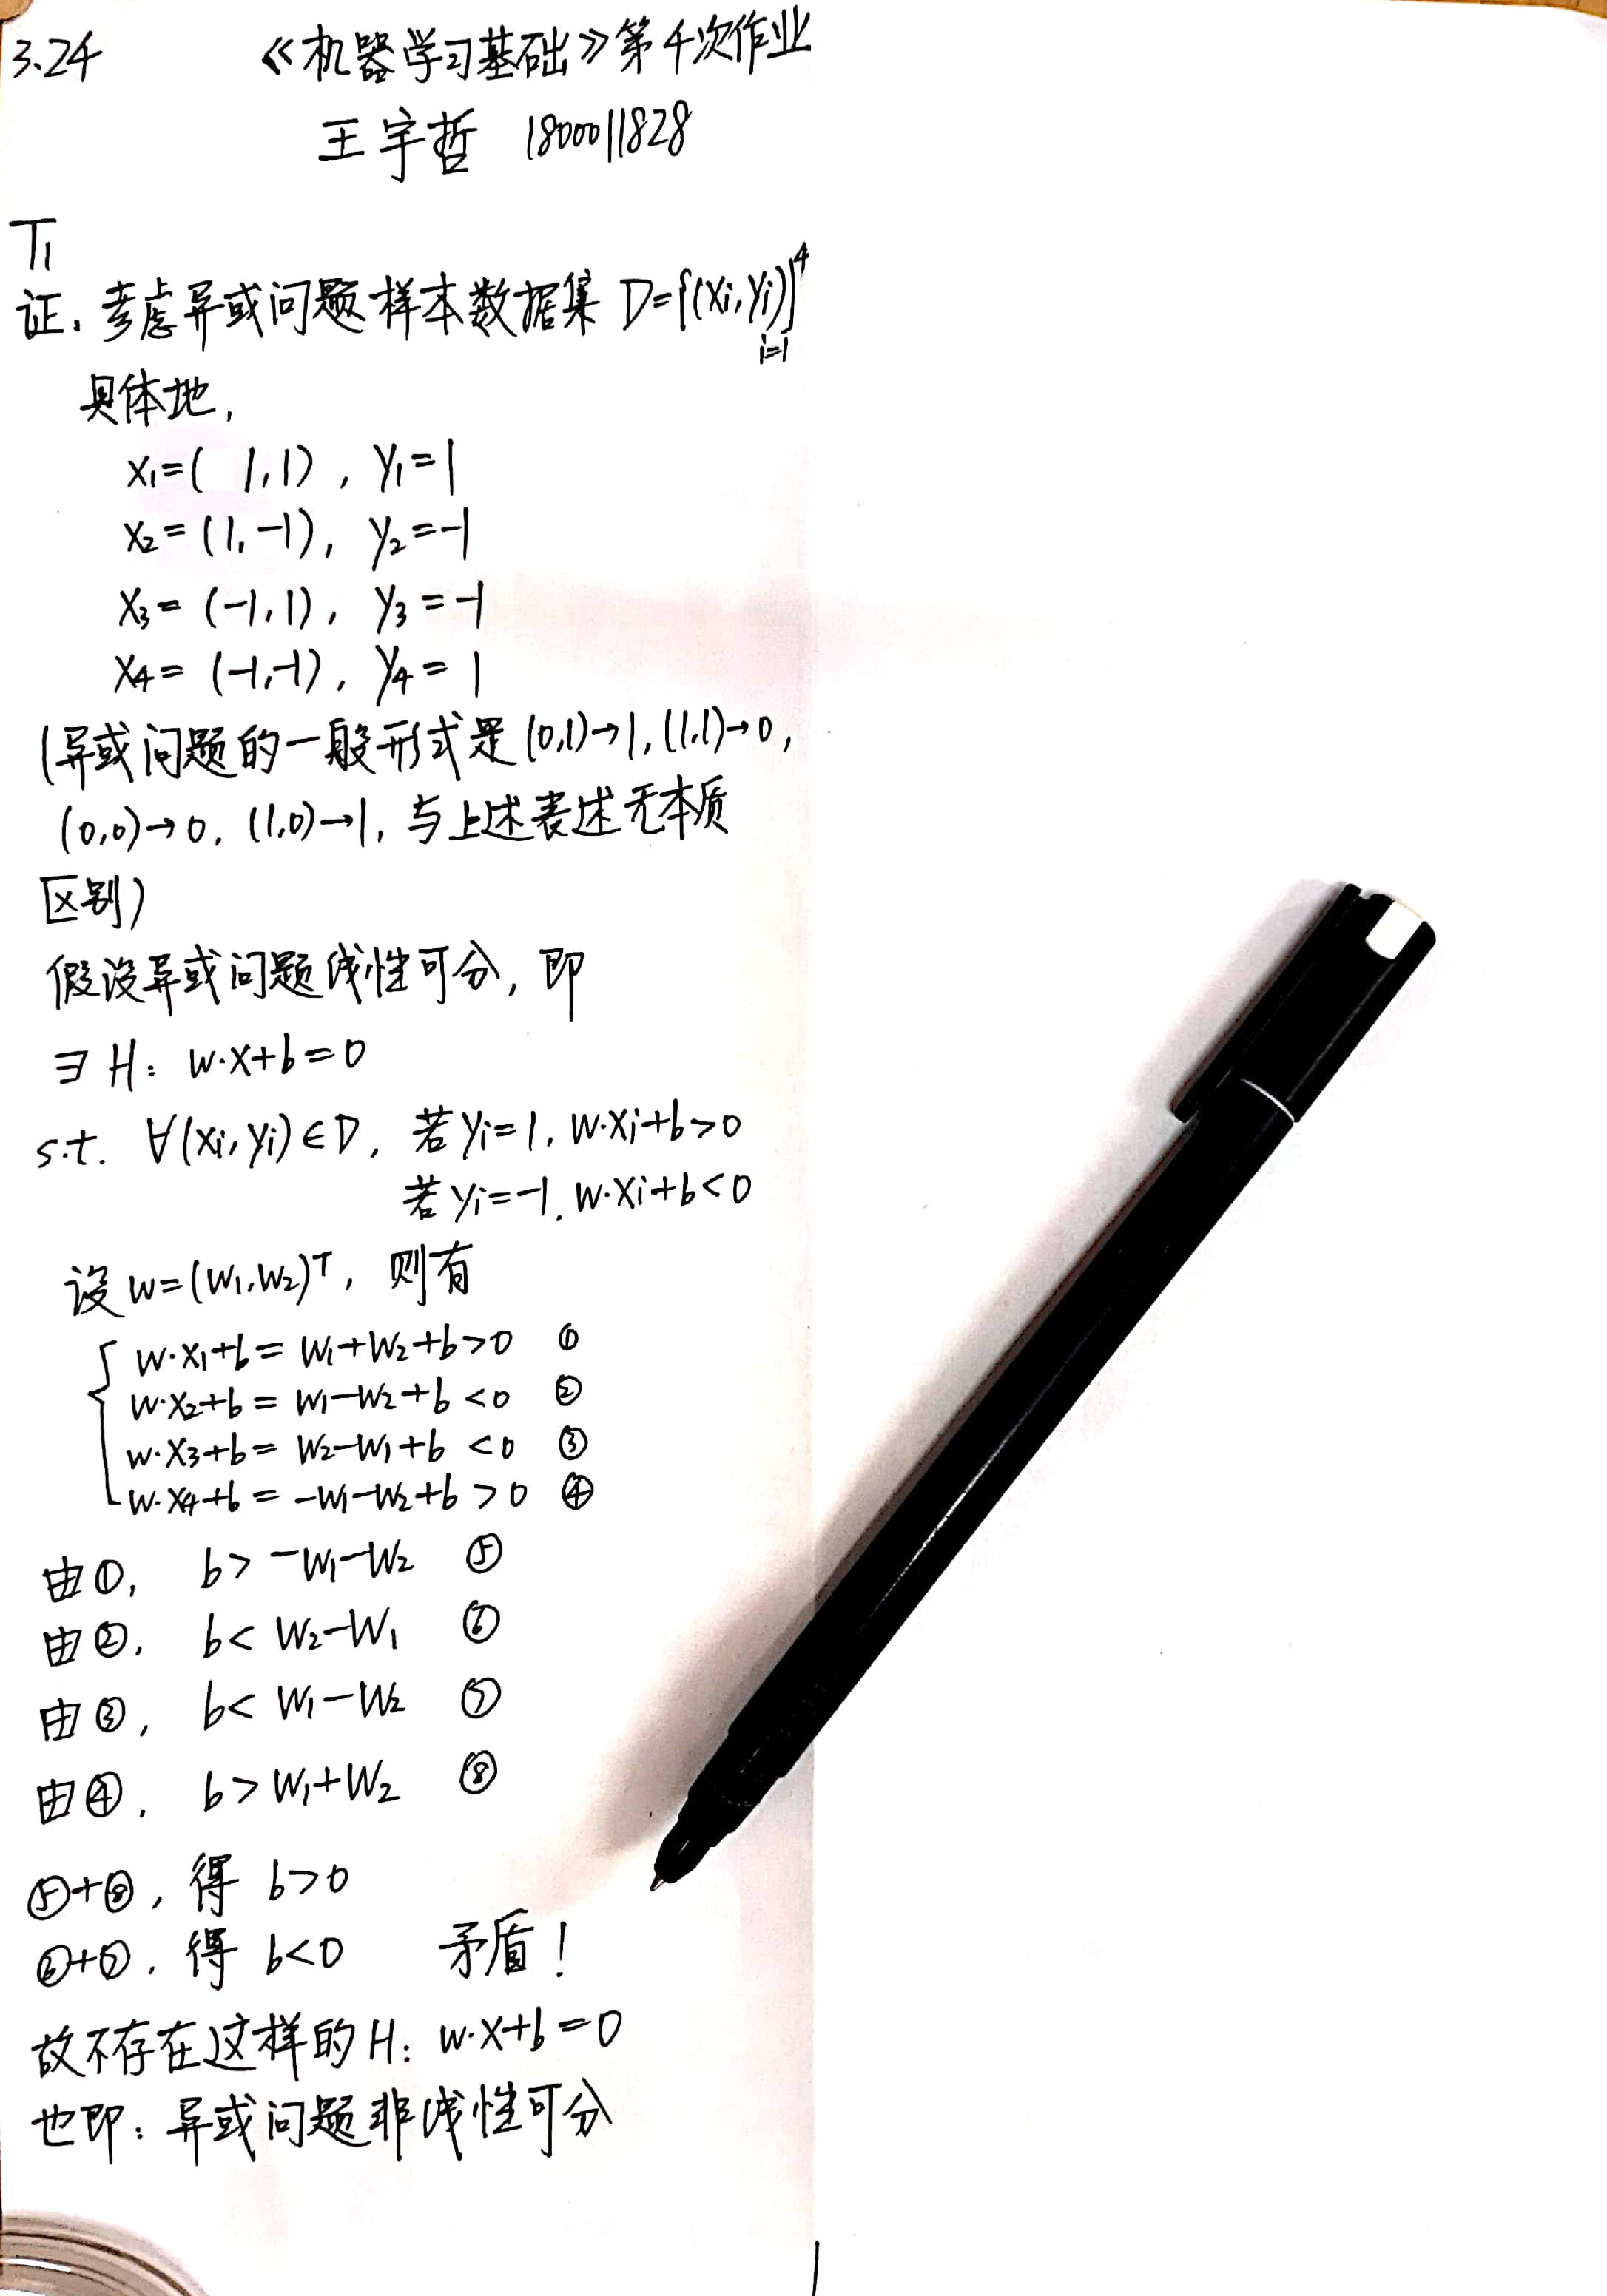 3.24 《机器学习基础》第4次作业
王宇哲 1800011828
T1
证: 考虑异或问题样本数据集 D={(xi,yi)}⁴ᵢ₌₁
具体地,
x1=( 1,1), y1=1
x2=(1,-1), y2=-1
x3=(-1,1), y3=-1
x4=(-1,-1), y4=1
(异或问题的一般形式是(0,1)→1,(1,1)→0,
(0,0)→0, (1,0)→1, 与上述表述无本质
区别)
假设异或问题线性可分, 即
∃ H: w·x+b=0
s.t. ∀(xi,yi)∈D, 若yi=1, w·xi+b>0
若yi=-1, w·xi+b<0
设w=(w1,w2)ᵀ, 则有
w·x1+b=w1+w2+b>0 ①
w·x2+b=w1-w2+b<0 ②
w·x3+b=w2-w1+b<0 ③
w·x4+b=-w1-w2+b>0 ④
由①, b>-w1-w2 ⑤
由②, b<w2-w1 ⑥
由③, b<w1-w2 ⑦
由④, b>w1+w2 ⑧
⑤+⑧, 得 b>0
⑥+⑦, 得 b<0 矛盾!
故不存在这样的H: w·x+b=0
也即: 异或问题非线性可分